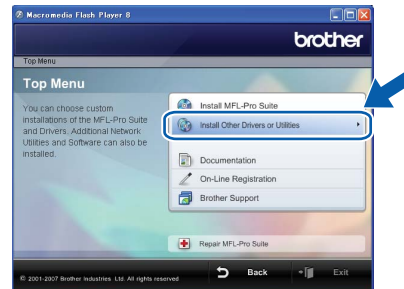 Macromedia Flash Player 8
brother
Top Menu
Top Menu
You can choose custom
installations of the MFL-Pro Suite
and Drivers. Additional Network
Utilities and Software can also be
installed.
Install MFL-Pro Suite
Install Other Drivers or Utilities
Documentation
On-Line Registration
Brother Support
Repair MFL-Pro Suite
© 2001-2007 Brother Industries Ltd. All rights reserved
Back
Exit